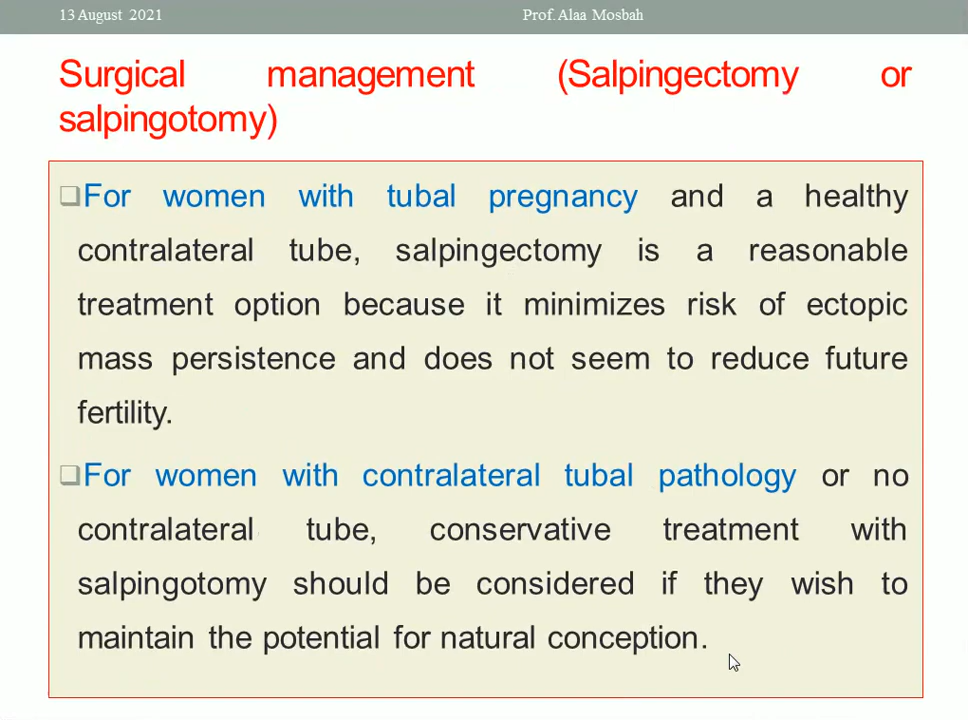 13 August 2021 Prof. Alaa Mosbah
Surgical management (Salpingectomy or
salpingotomy)
For women with tubal pregnancy and a healthy
contralateral tube, salpingectomy is a reasonable
treatment option because it minimizes risk of ectopic
mass persistence and does not seem to reduce future
fertility.
For women with contralateral tubal pathology or no
contralateral tube, conservative treatment with
salpingotomy should be considered if they wish to
maintain the potential for natural conception.